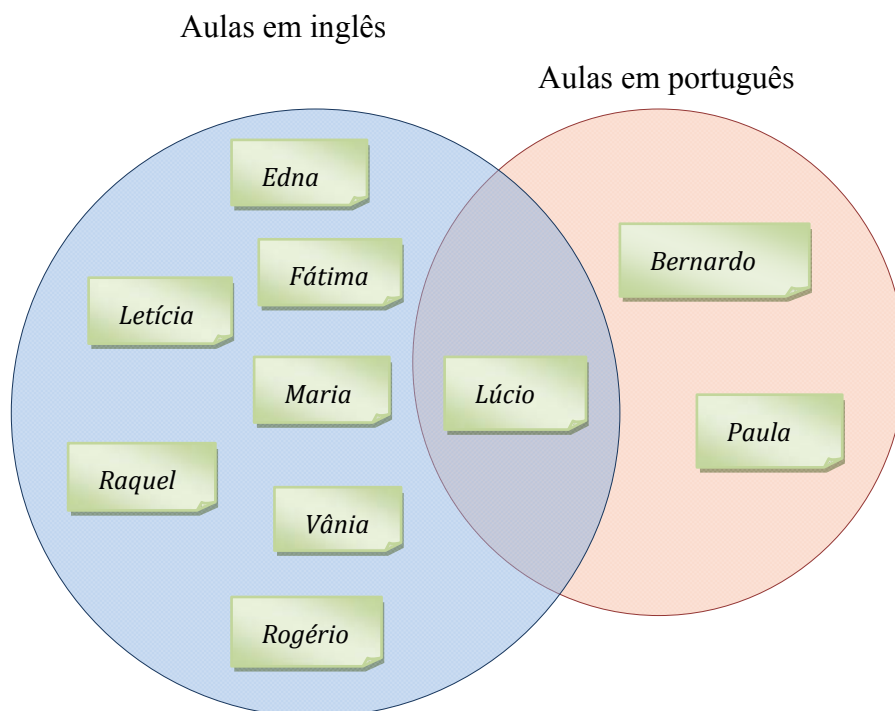 Aulas em inglês
Aulas em português
Edna
Fátima
Letícia
Maria
Raquel
Vânia
Rogério
Lúcio
Bernardo
Paula